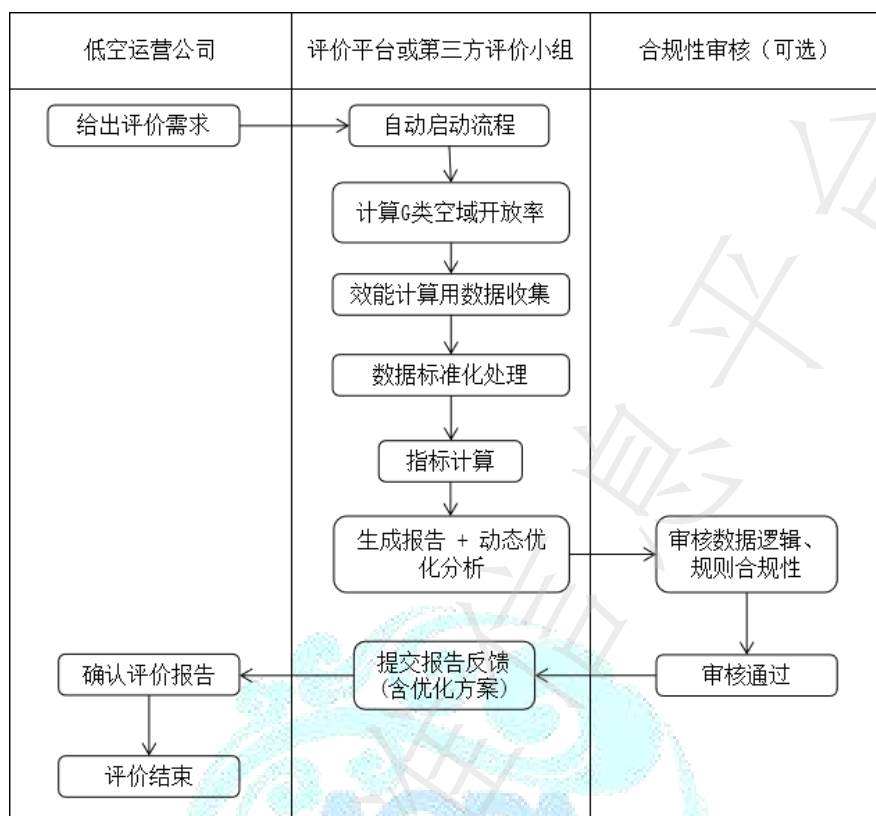 低空运营公司
评价平台或第三方评价小组
合规性审核（可选）
给出评价需求
自动启动流程
计算G类空域开放率
效能计算用数据收集
数据标准化处理
指标计算
生成报告 + 动态优
化分析
审核数据逻辑、
规则合规性
确认评价报告
提交报告反馈
(含优化方案)
审核通过
评价结束